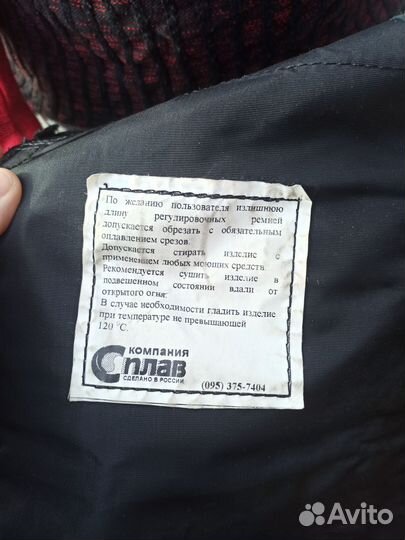 По желанию пользователя излишнюю
длину регулировочных ремней
допускается обрезать с обязательным
оплавлением срезов.
Допускается стирать изделие с
применением любых моющих средств.
Рекомендуется сушить изделие в
подвешенном состоянии вдали от
открытого огня.
В случае необходимости гладить изделие
при температуре не превышающей
120 °С.
КОМПАНИЯ
Сплав
СДЕЛАНО В РОССИИ
(095) 375-7404
Avito